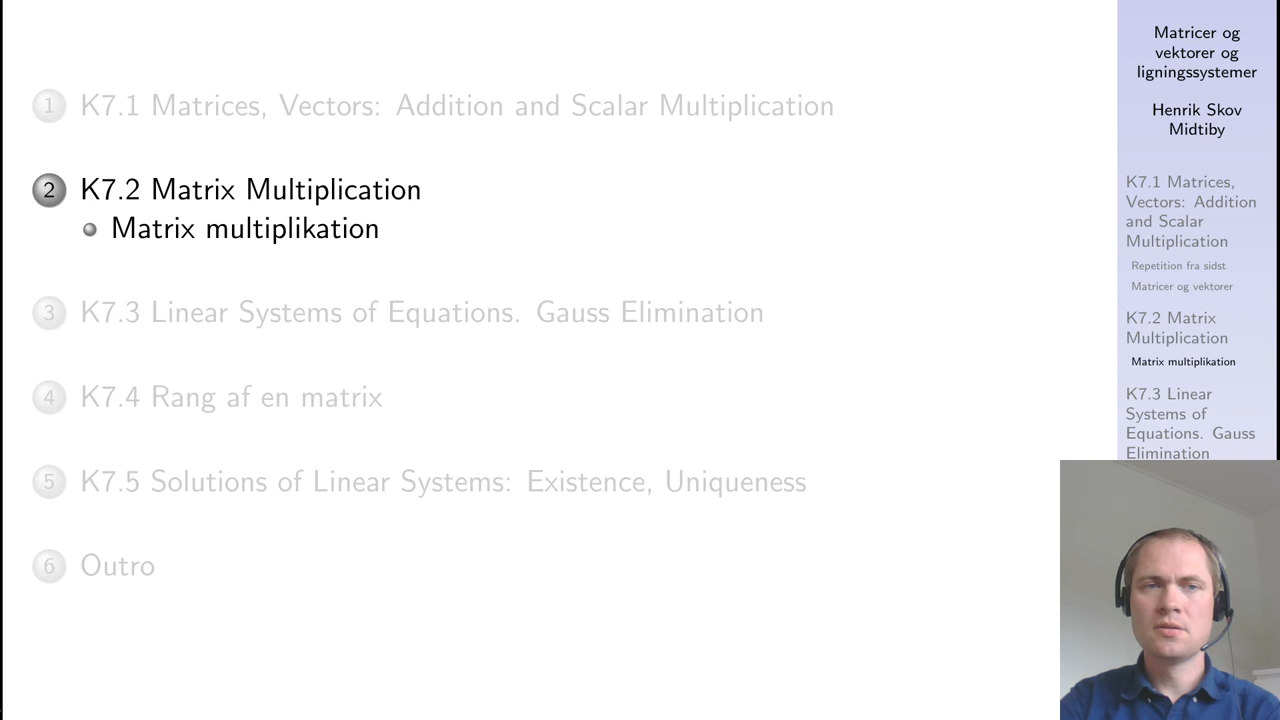 1 K7.1 Matrices, Vectors: Addition and Scalar Multiplication
2 K7.2 Matrix Multiplication
Matrix multiplikation
3 K7.3 Linear Systems of Equations. Gauss Elimination
4 K7.4 Rang af en matrix
5 K7.5 Solutions of Linear Systems: Existence, Uniqueness
6 Outro
Matricer og
vektorer og
ligningssystemer
Henrik Skov
Midtiby
K7.1 Matrices,
Vectors: Addition
and Scalar
Multiplication
Repetition fra sidst
Matricer og vektorer
K7.2 Matrix
Multiplication
Matrix multiplikation
K7.3 Linear
Systems of
Equations. Gauss
Elimination